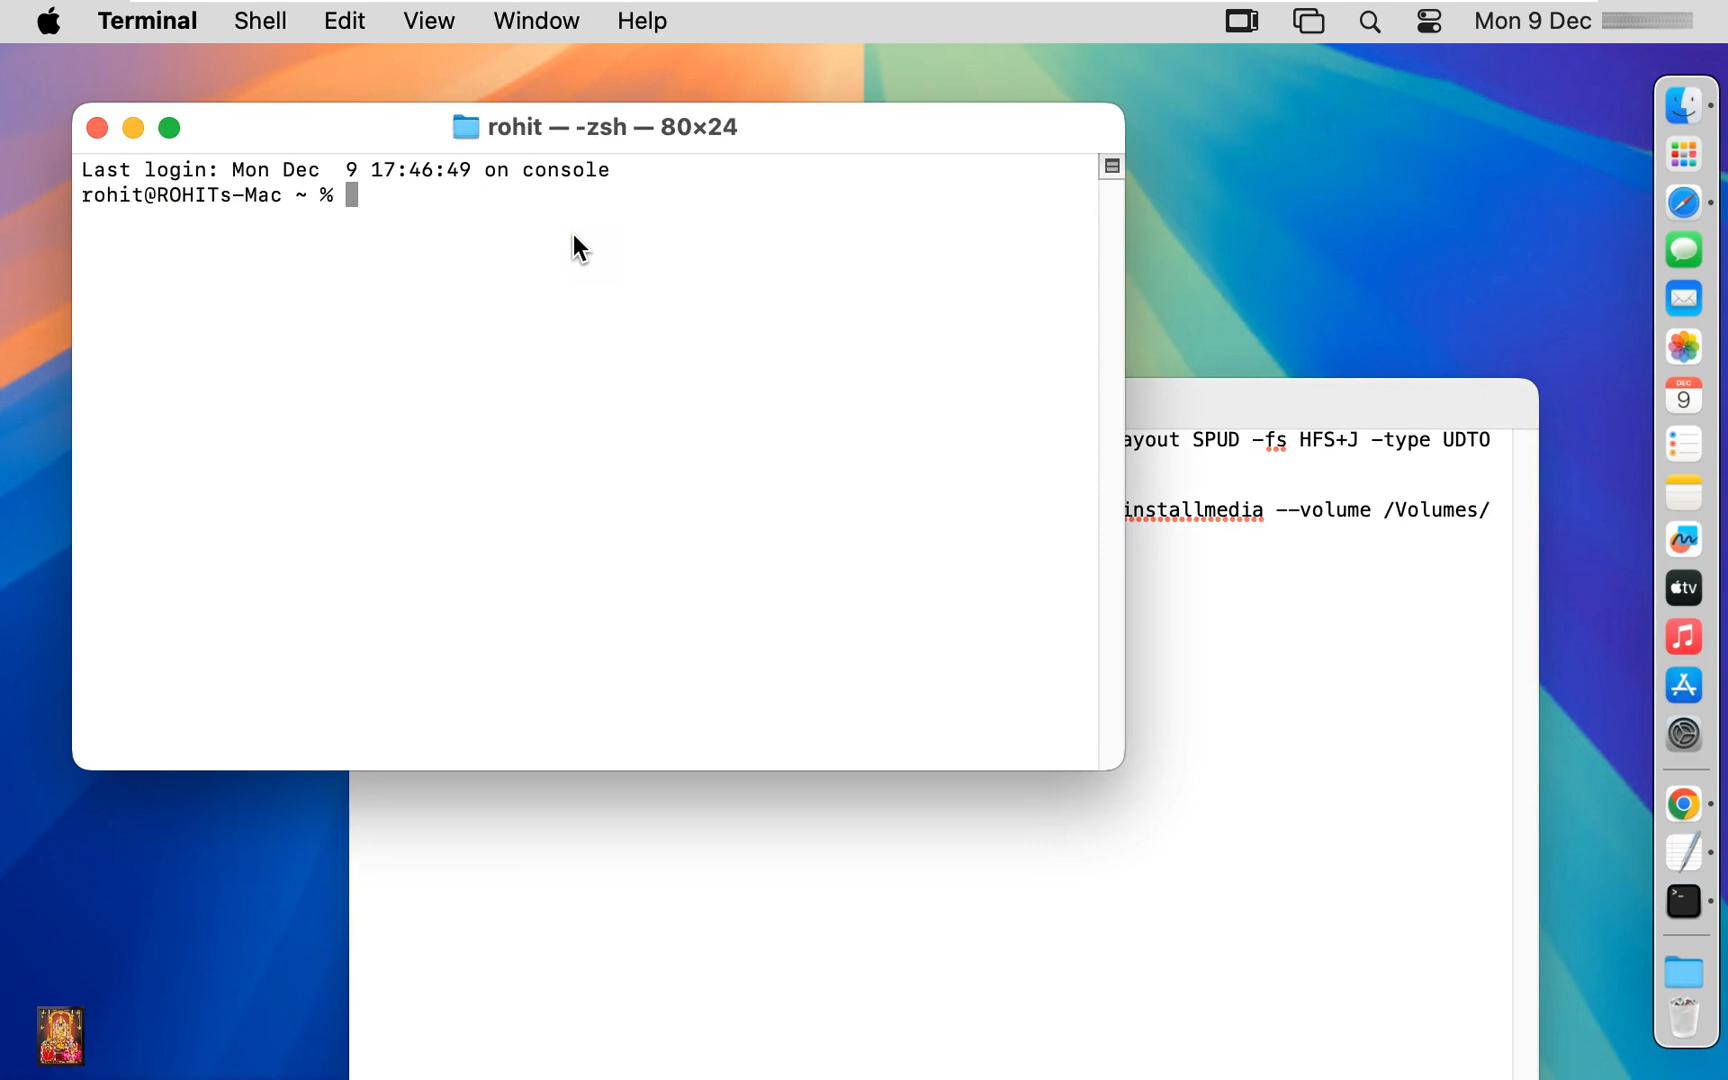 Terminal Shell Edit View Window Help Mon 9 Dec
rohit — -zsh — 80×24
Last login: Mon Dec  9 17:46:49 on console
rohit@ROHITs-Mac ~ %
ayout SPUD -fs HFS+J -type UDTO
installmedia --volume /Volumes/
DEC
9
tv